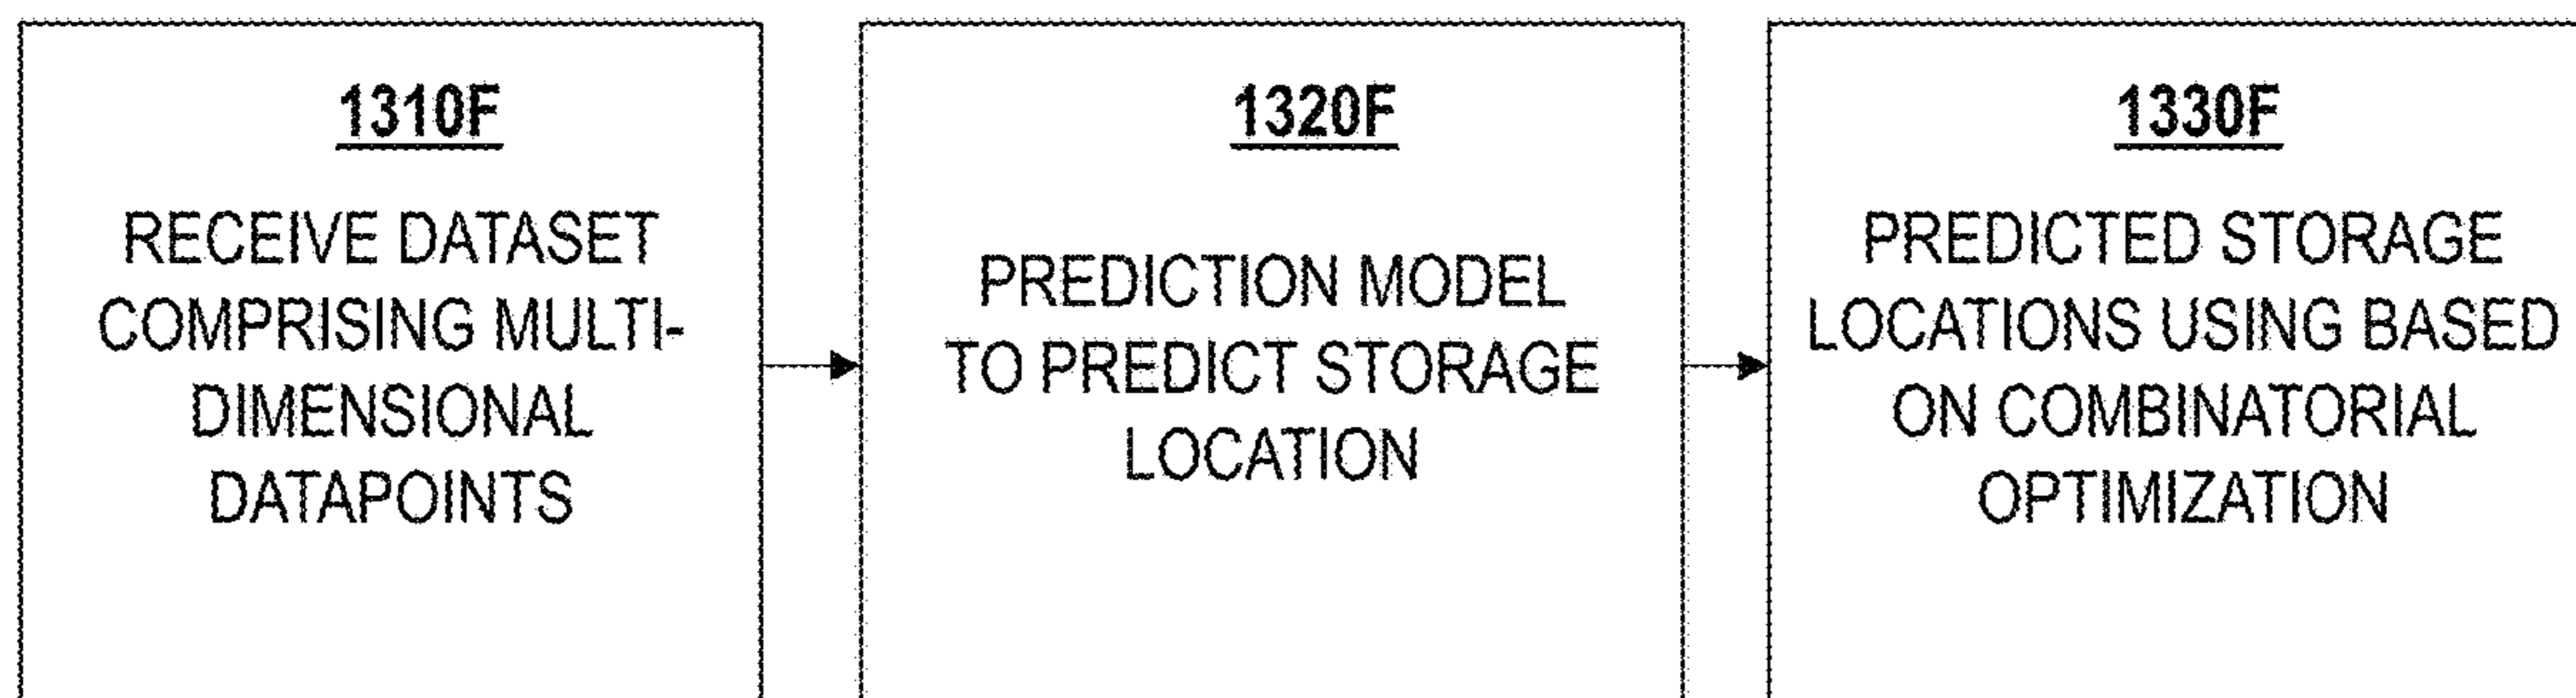 1310F
RECEIVE DATASET
COMPRISING MULTI-
DIMENSIONAL
DATAPOINTS
1320F
PREDICTION MODEL
TO PREDICT STORAGE
LOCATION
1330F
PREDICTED STORAGE
LOCATIONS USING BASED
ON COMBINATORIAL
OPTIMIZATION